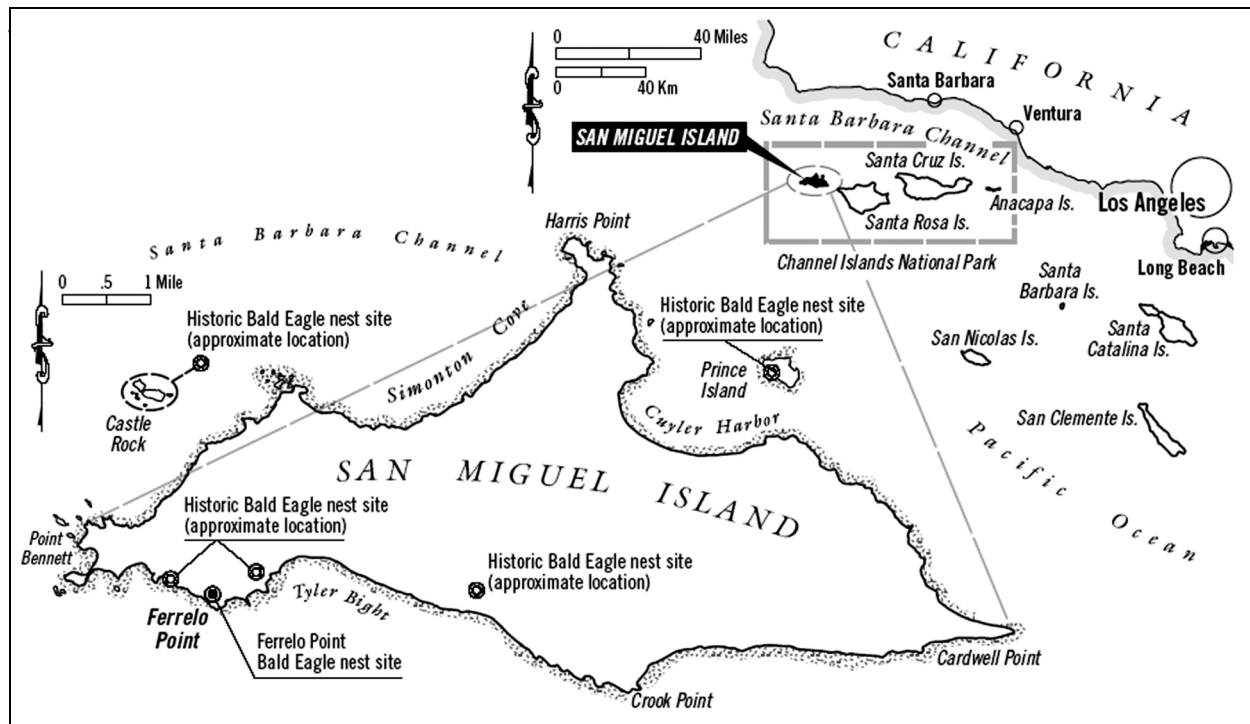 0 40 Miles
0 40 Km
CALIFORNIA
Santa Barbara
Ventura
Santa Barbara Channel
SAN MIGUEL ISLAND
Santa Cruz Is.
Santa Rosa Is.
Anacapa Is.
Los Angeles
Long Beach
Channel Islands National Park
Santa
Barbara Is.
San Nicolas Is.
Santa
Catalina Is.
San Clemente Is.
Pacific Ocean
Santa Barbara Channel
Harris Point
0 .5 1 Mile
Historic Bald Eagle nest site
(approximate location)
Castle
Rock
Simonton Cove
Historic Bald Eagle nest site
(approximate location)
Prince
Island
Cuyler Harbor
SAN MIGUEL ISLAND
Historic Bald Eagle nest site
(approximate location)
Point
Bennett
Historic Bald Eagle nest site
(approximate location)
Tyler Bight
Ferrelo
Point
Ferrelo Point
Bald Eagle nest site
Crook Point
Cardwell Point